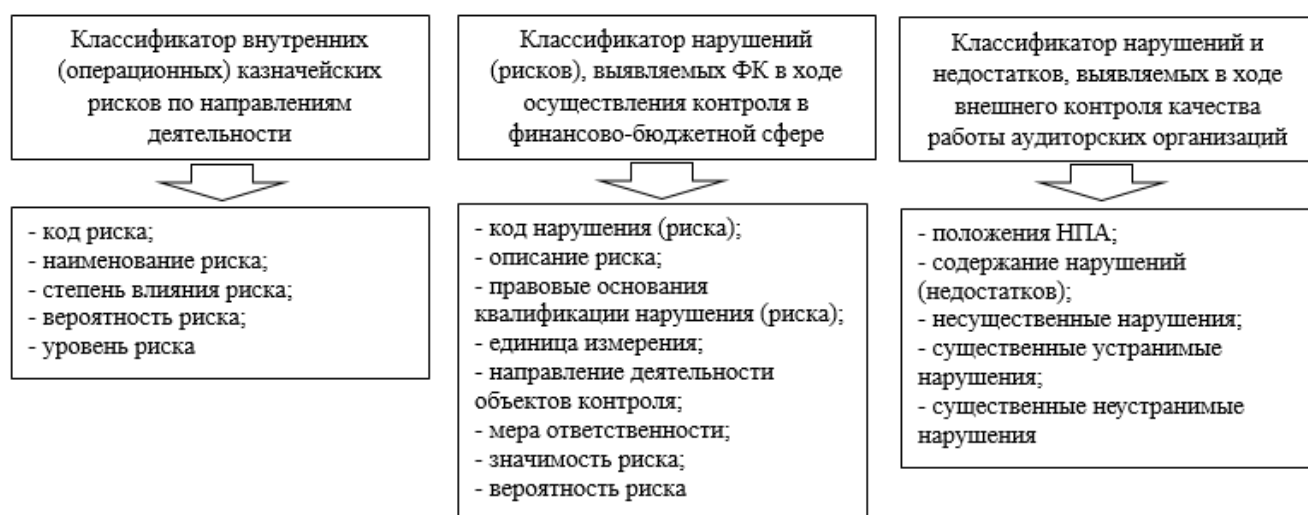 Классификатор внутренних
(операционных) казначейских
рисков по направлениям
деятельности
- код риска;
- наименование риска;
- степень влияния риска;
- вероятность риска;
- уровень риска
Классификатор нарушений
(рисков), выявляемых ФК в ходе
осуществления контроля в
финансово-бюджетной сфере
- код нарушения (риска);
- описание риска;
- правовые основания
квалификации нарушения (риска);
- единица измерения;
- направление деятельности
объектов контроля;
- мера ответственности;
- значимость риска;
- вероятность риска
Классификатор нарушений и
недостатков, выявляемых в ходе
внешнего контроля качества
работы аудиторских организаций
- положения НПА;
- содержание нарушений
(недостатков);
- несущественные нарушения;
- существенные устранимые
нарушения;
- существенные неустранимые
нарушения